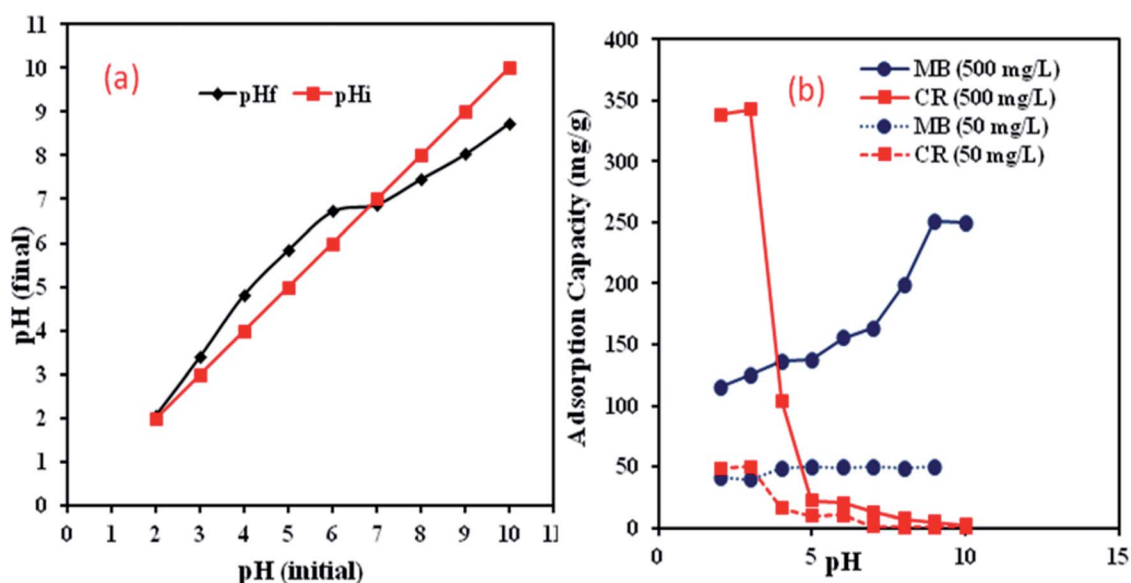 (a)
pHf pHi
pH (final)
11
10
9
8
7
6
5
4
3
2
1
0
0 1 2 3 4 5 6 7 8 9 10 11
pH (initial)
(b)
MB (500 mg/L)
CR (500 mg/L)
MB (50 mg/L)
CR (50 mg/L)
Adsorption Capacity (mg/g)
400
350
300
250
200
150
100
50
0
0 5 10 15
pH